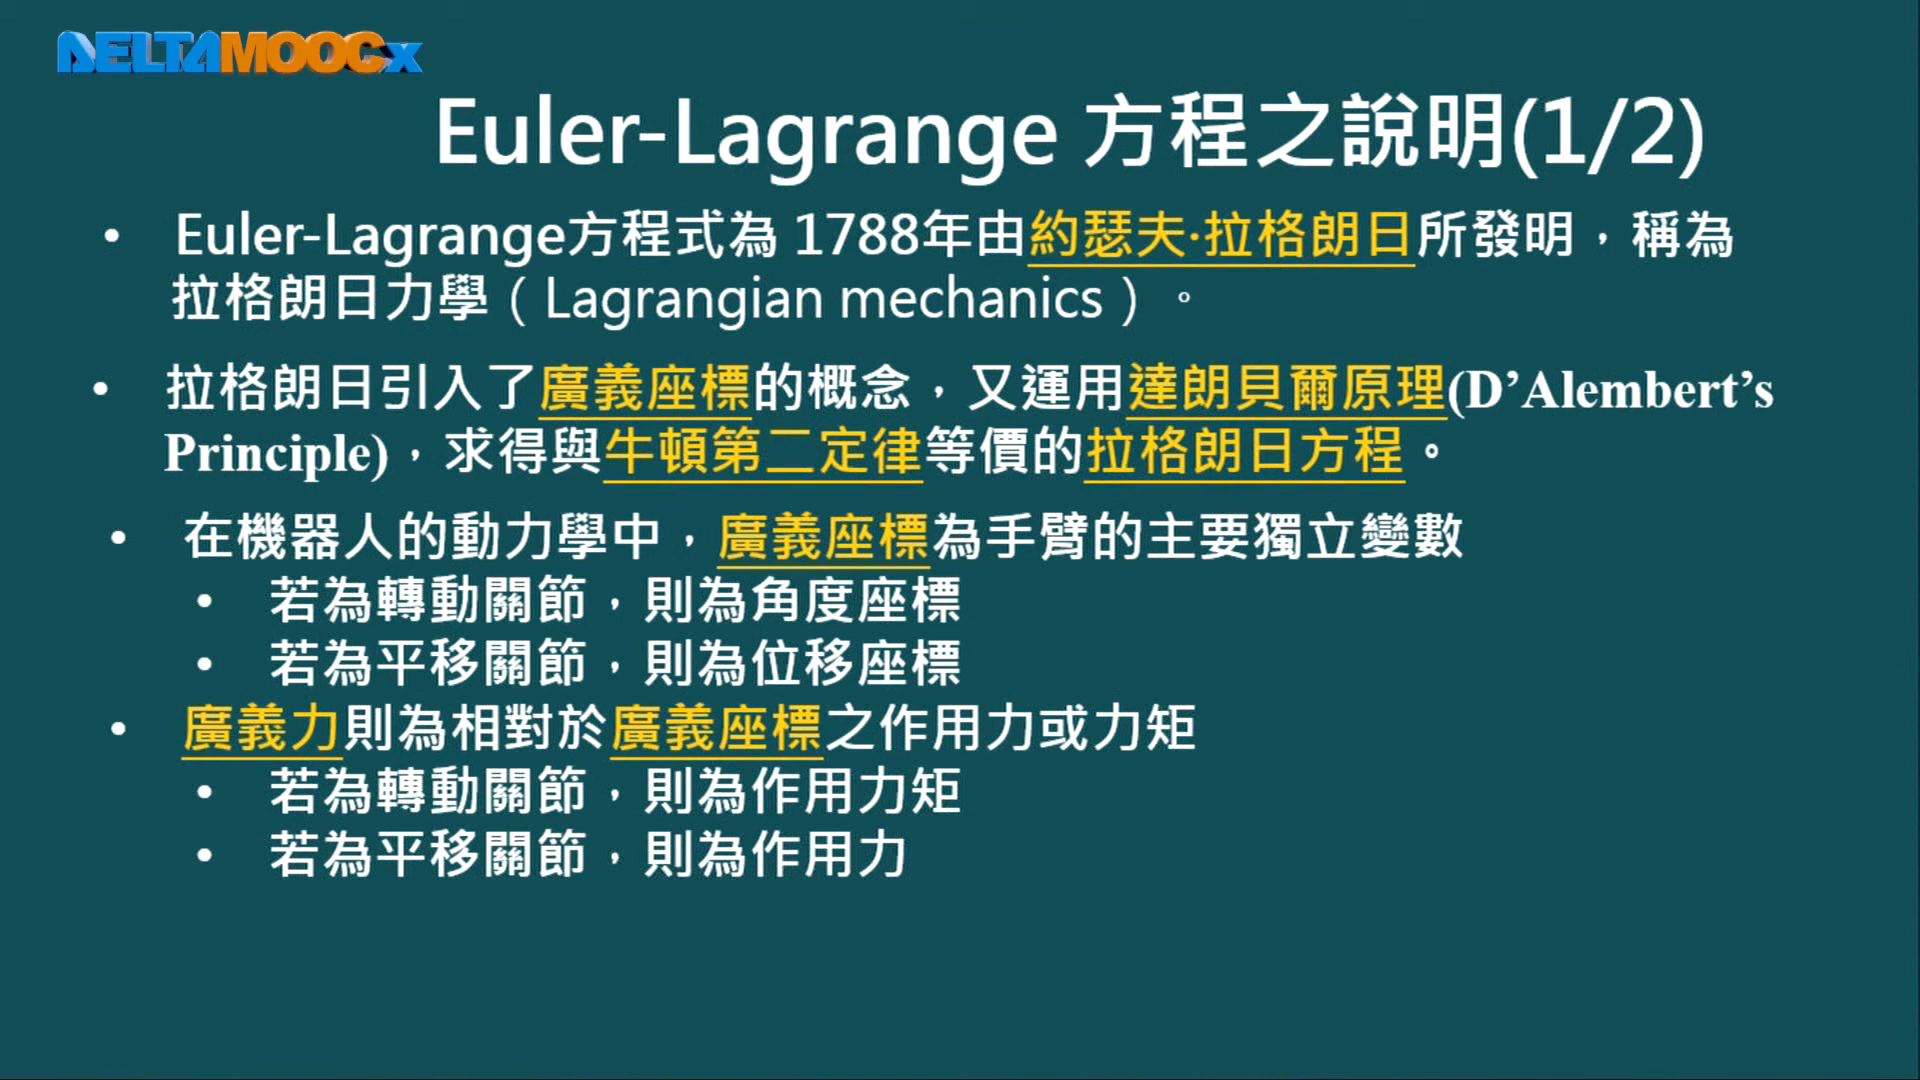 DELTAMOOCx
Euler-Lagrange 方程之說明(1/2)
• Euler-Lagrange方程式為 1788年由約瑟夫·拉格朗日所發明，稱為
拉格朗日力學（Lagrangian mechanics）。
• 拉格朗日引入了廣義座標的概念，又運用達朗貝爾原理(D’Alembert’s
Principle)，求得與牛頓第二定律等價的拉格朗日方程。
• 在機器人的動力學中，廣義座標為手臂的主要獨立變數
• 若為轉動關節，則為角度座標
• 若為平移關節，則為位移座標
• 廣義力則為相對於廣義座標之作用力或力矩
• 若為轉動關節，則為作用力矩
• 若為平移關節，則為作用力